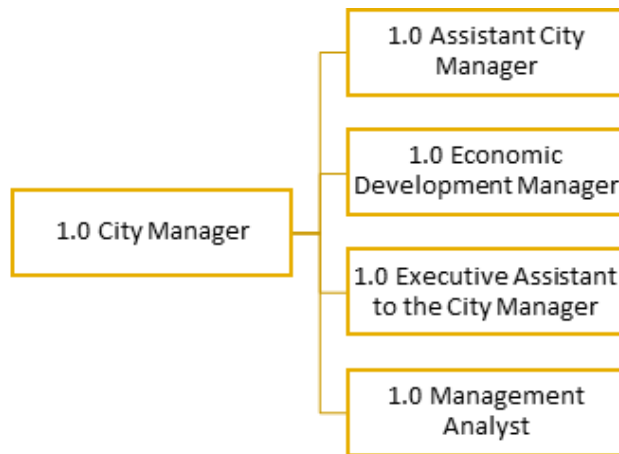 1.0 Assistant City
Manager
1.0 Economic
Development Manager
1.0 City Manager
1.0 Executive Assistant
to the City Manager
1.0 Management
Analyst